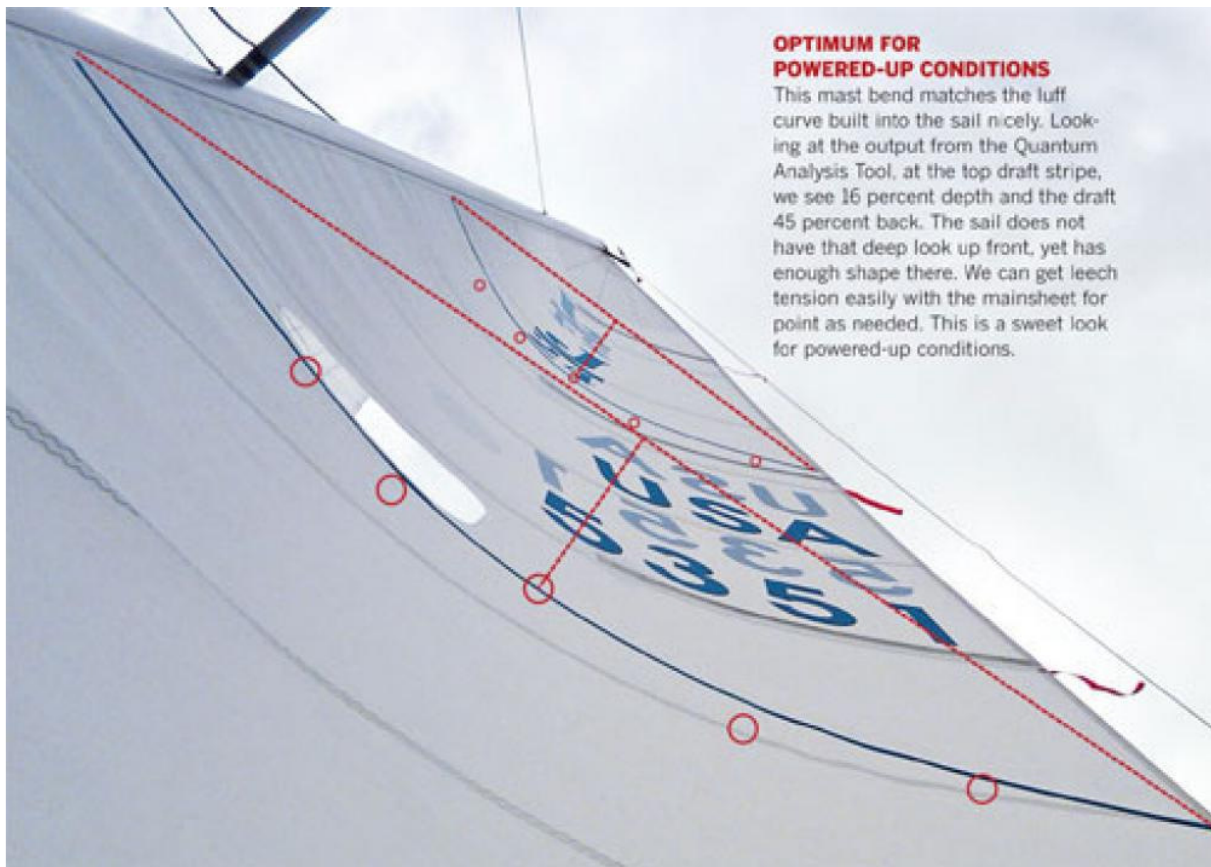 OPTIMUM FOR
POWERED-UP CONDITIONS
This mast bend matches the luff
curve built into the sail nicely. Look-
ing at the output from the Quantum
Analysis Tool, at the top draft stripe,
we see 16 percent depth and the draft
45 percent back. The sail does not
have that deep look up front, yet has
enough shape there. We can get leech
tension easily with the mainsheet for
point as needed. This is a sweet look
for powered-up conditions.
USA
5351